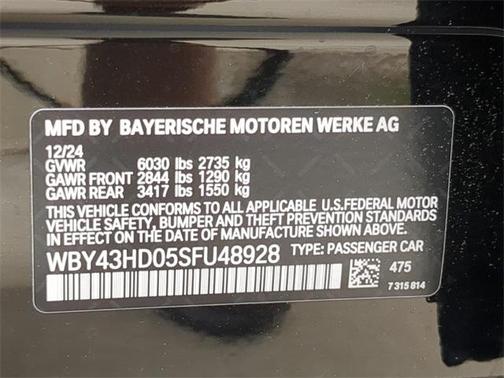 MFD BY BAYERISCHE MOTOREN WERKE AG
12/24
GVWR 6030 lbs 2735 kg
GAWR FRONT 2844 lbs 1290 kg
GAWR REAR 3417 lbs 1550 kg
THIS VEHICLE CONFORMS TO ALL APPLICABLE U.S.FEDERAL MOTOR
VEHICLE SAFETY, BUMPER AND THEFT PREVENTION STANDARDS
IN EFFECT ON THE DATE OF MANUFACTURE SHOWN ABOVE.
WBY43HD05SFU48928 TYPE: PASSENGER CAR
475
7 315 814